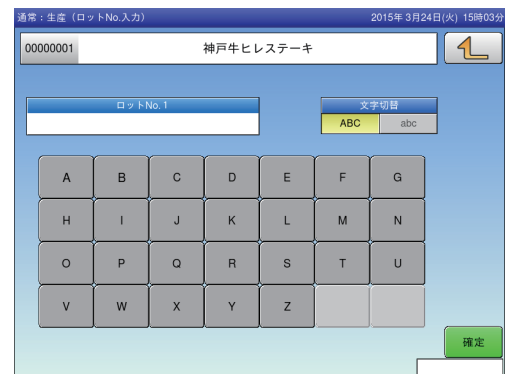 通常:生産(ロットNo.入力) 2015年 3月24日(火) 15時03分
00000001 神戸牛ヒレステーキ
ロットNo.1 文字切替
ABC abc
A B C D E F G
H I J K L M N
O P Q R S T U
V W X Y Z
確定